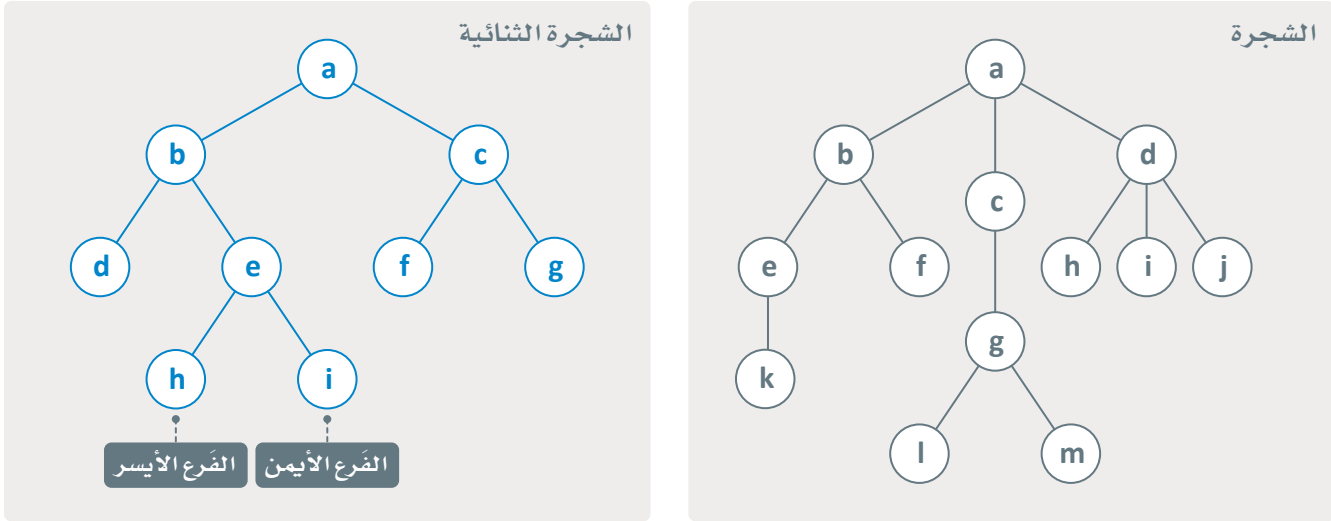 الشجرة
a
b
d
c
e
f
h
i
j
g
k
l
m
الشجرة الثنائية
a
b
c
d
e
f
g
h
i
الفَرع الأيسر
الفَرع الأيمن